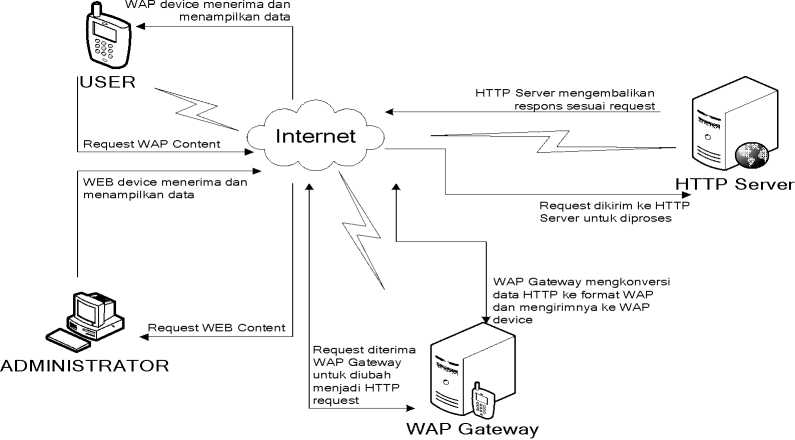 WAP device menerima dan
menampilkan data
USER
Request WAP Content
Internet
HTTP Server mengembalikan
respons sesuai request
HTTP Server
WEB device menerima dan
menampilkan data
Request dikirim ke HTTP
Server untuk diproses
ADMINISTRATOR
Request WEB Content
WAP Gateway mengkonversi
data HTTP ke format WAP
dan mengirimnya ke WAP
device
Request diterima
WAP Gateway
untuk diubah
menjadi HTTP
request
WAP Gateway